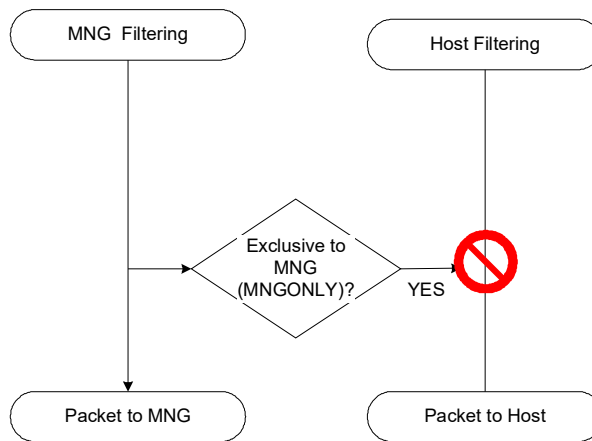 MNG  Filtering
Host Filtering
Exclusive to
MNG
(MNGONLY)?
YES
Packet to MNG
Packet to Host